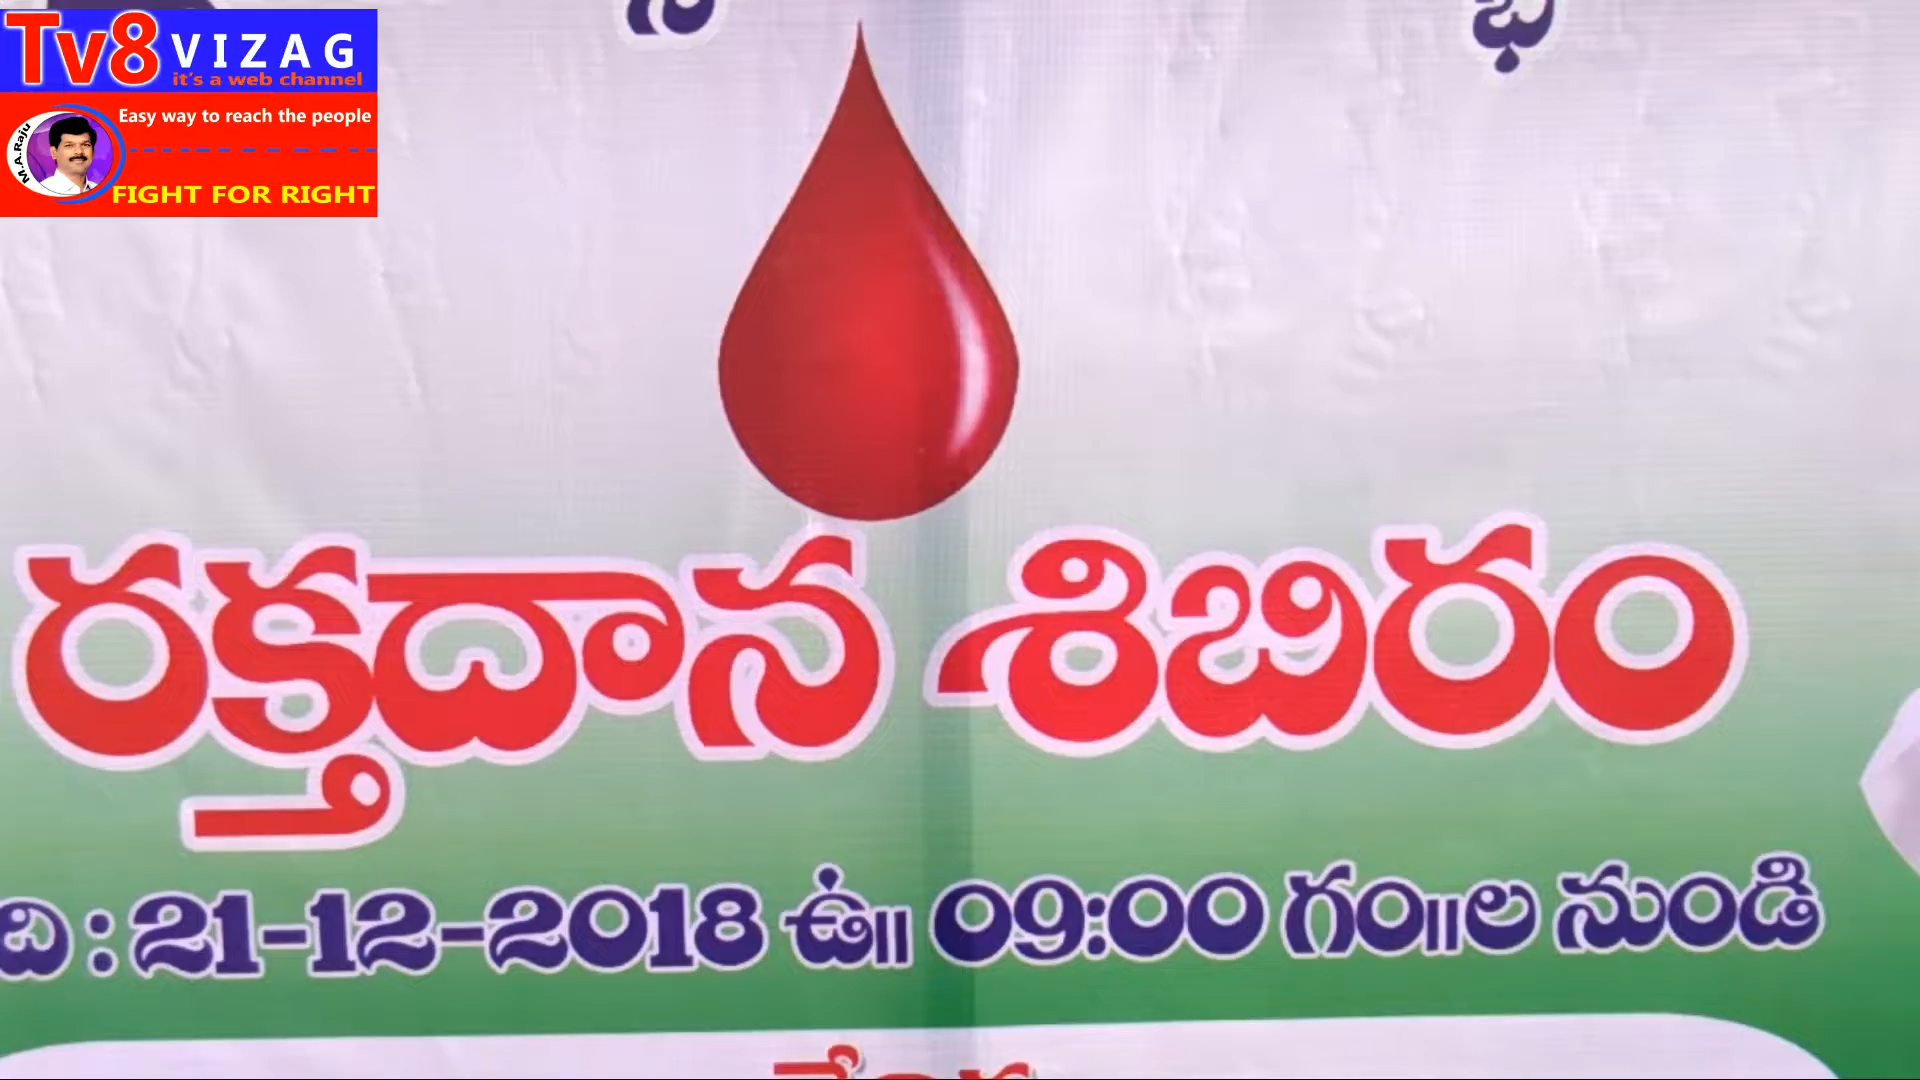 Tv8 VIZAG
it's a web channel
Easy way to reach the people
M.A.Raju
FIGHT FOR RIGHT
రక్తదాన శిబిరం
ది : 21-12-2018 ఉ॥ 09:00 గం॥ల నుండి